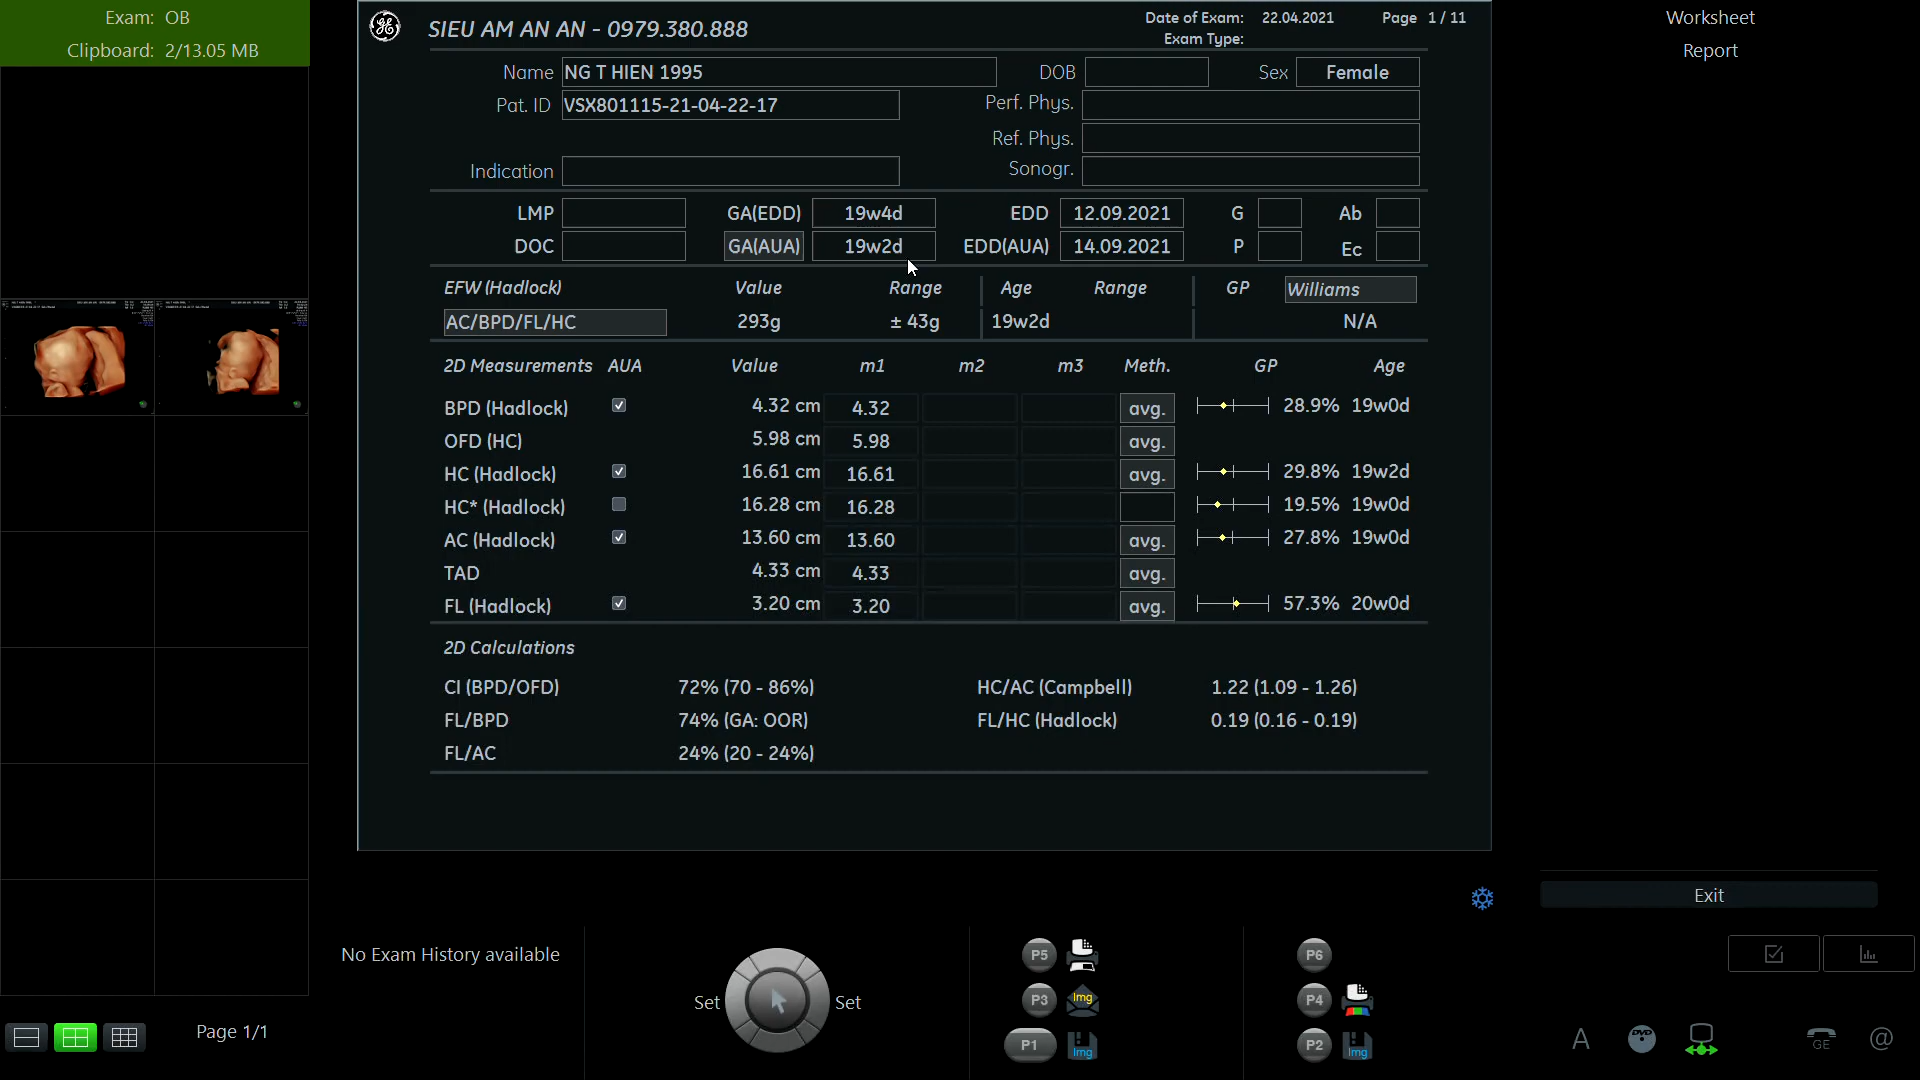 Exam: OB
Clipboard: 2/13.05 MB
SIEU AM AN AN - 0979.380.888
Date of Exam: 22.04.2021 Page 1 / 11
Exam Type:
Worksheet
Report
Name NG T HIEN 1995 DOB Sex Female
Pat. ID VSX801115-21-04-22-17 Perf. Phys.
Ref. Phys.
Indication Sonogr.
LMP GA(EDD) 19w4d EDD 12.09.2021 G Ab
DOC GA(AUA) 19w2d EDD(AUA) 14.09.2021 P Ec
EFW (Hadlock) Value Range Age Range GP Williams
AC/BPD/FL/HC 293g ± 43g 19w2d N/A
2D Measurements AUA Value m1 m2 m3 Meth. GP Age
BPD (Hadlock) 4.32 cm 4.32 avg. 28.9% 19w0d
OFD (HC) 5.98 cm 5.98 avg.
HC (Hadlock) 16.61 cm 16.61 avg. 29.8% 19w2d
HC* (Hadlock) 16.28 cm 16.28 19.5% 19w0d
AC (Hadlock) 13.60 cm 13.60 avg. 27.8% 19w0d
TAD 4.33 cm 4.33 avg.
FL (Hadlock) 3.20 cm 3.20 avg. 57.3% 20w0d
2D Calculations
CI (BPD/OFD) 72% (70 - 86%) HC/AC (Campbell) 1.22 (1.09 - 1.26)
FL/BPD 74% (GA: OOR) FL/HC (Hadlock) 0.19 (0.16 - 0.19)
FL/AC 24% (20 - 24%)
Exit
No Exam History available
Set Set
P5 P6
P3 Img P4
P1 Img P2 Img
Page 1/1
A DVD GE @